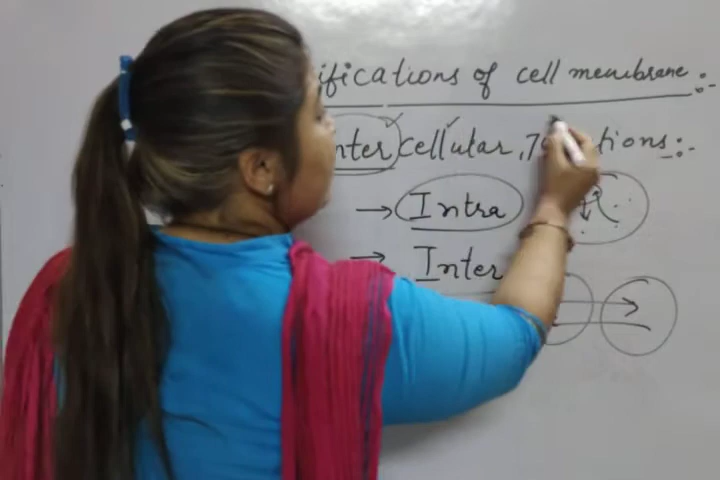 ifications of cell membrane :-
nter cellular tions :-
→ Intra
→ Inter